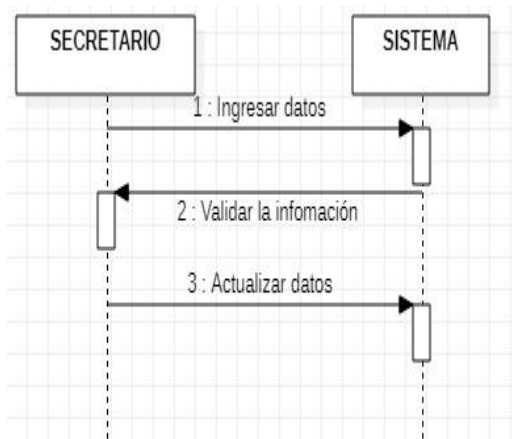 SECRETARIO
SISTEMA
1 : Ingresar datos
2 : Validar la infomación
3 : Actualizar datos